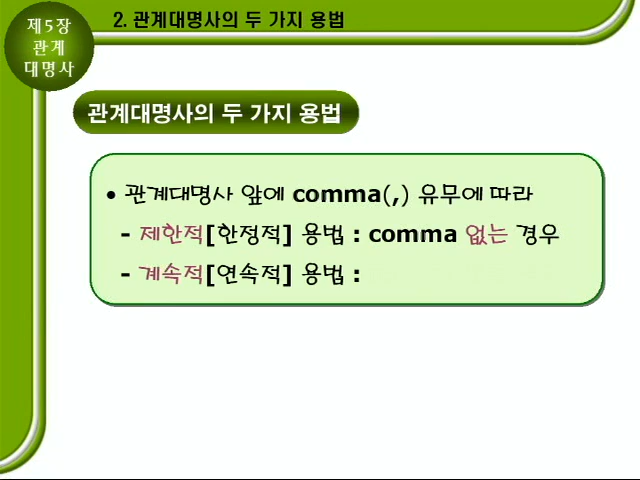 제5장
관계
대명사
2. 관계대명사의 두 가지 용법
관계대명사의 두 가지 용법
• 관계대명사 앞에 comma(,) 유무에 따라
- 제한적[한정적] 용법 : comma 없는 경우
- 계속적[연속적] 용법 :